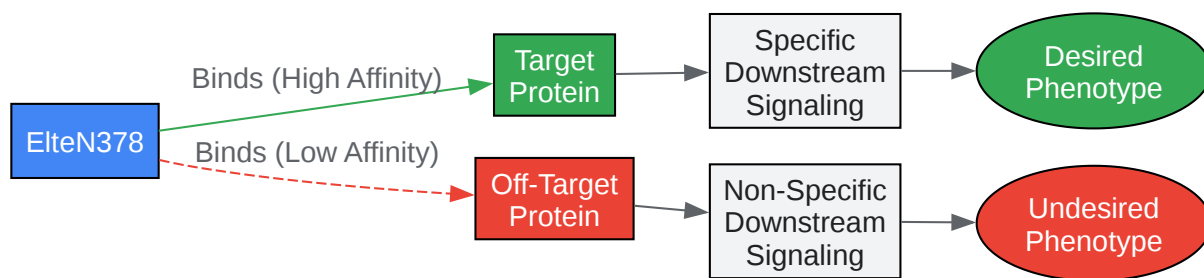 ElteN378
Binds (High Affinity)
Target
Protein
Specific
Downstream
Signaling
Desired
Phenotype
Binds (Low Affinity)
Off-Target
Protein
Non-Specific
Downstream
Signaling
Undesired
Phenotype